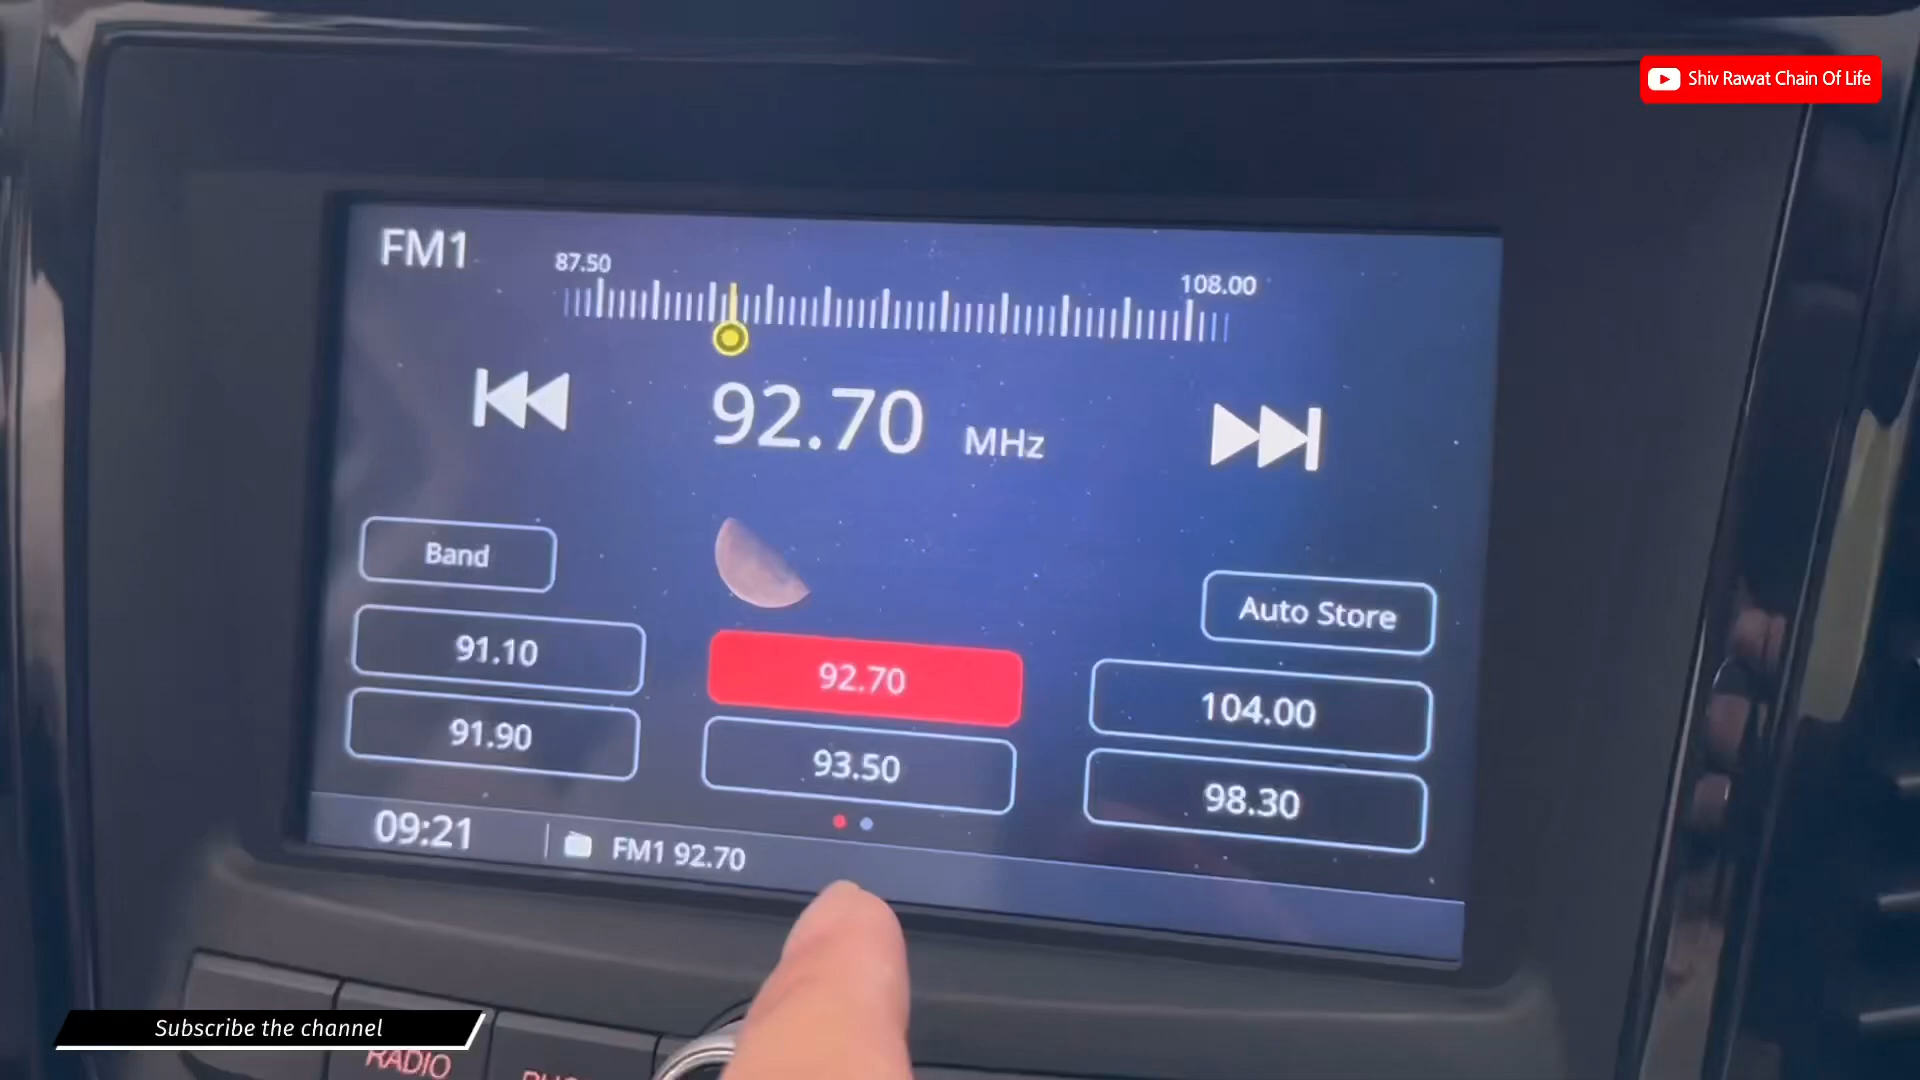 Shiv Rawat Chain Of Life
FM1
87.50
108.00
92.70 MHz
Band
Auto Store
91.10
92.70
104.00
91.90
93.50
98.30
09:21
FM1 92.70
Subscribe the channel
RADIO